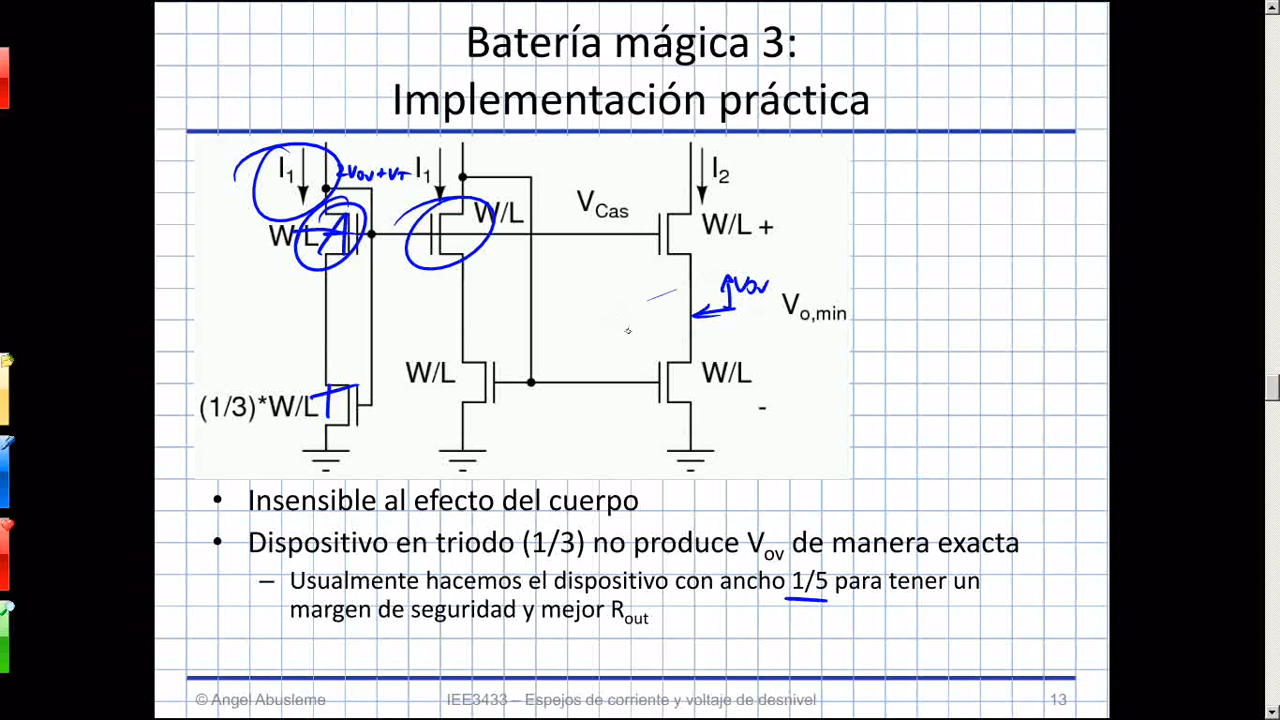 Batería mágica 3:
Implementación práctica
I1 2Vov+VT I1 I2
W/L VCas
W/L A W/L +
Vov
Vo,min
W/L W/L
(1/3)*W/L T -
• Insensible al efecto del cuerpo
• Dispositivo en triodo (1/3) no produce Vov de manera exacta
– Usualmente hacemos el dispositivo con ancho 1/5 para tener un
margen de seguridad y mejor Rout
© Angel Abusleme IEE3433 – Espejos de corriente y voltaje de desnivel 13